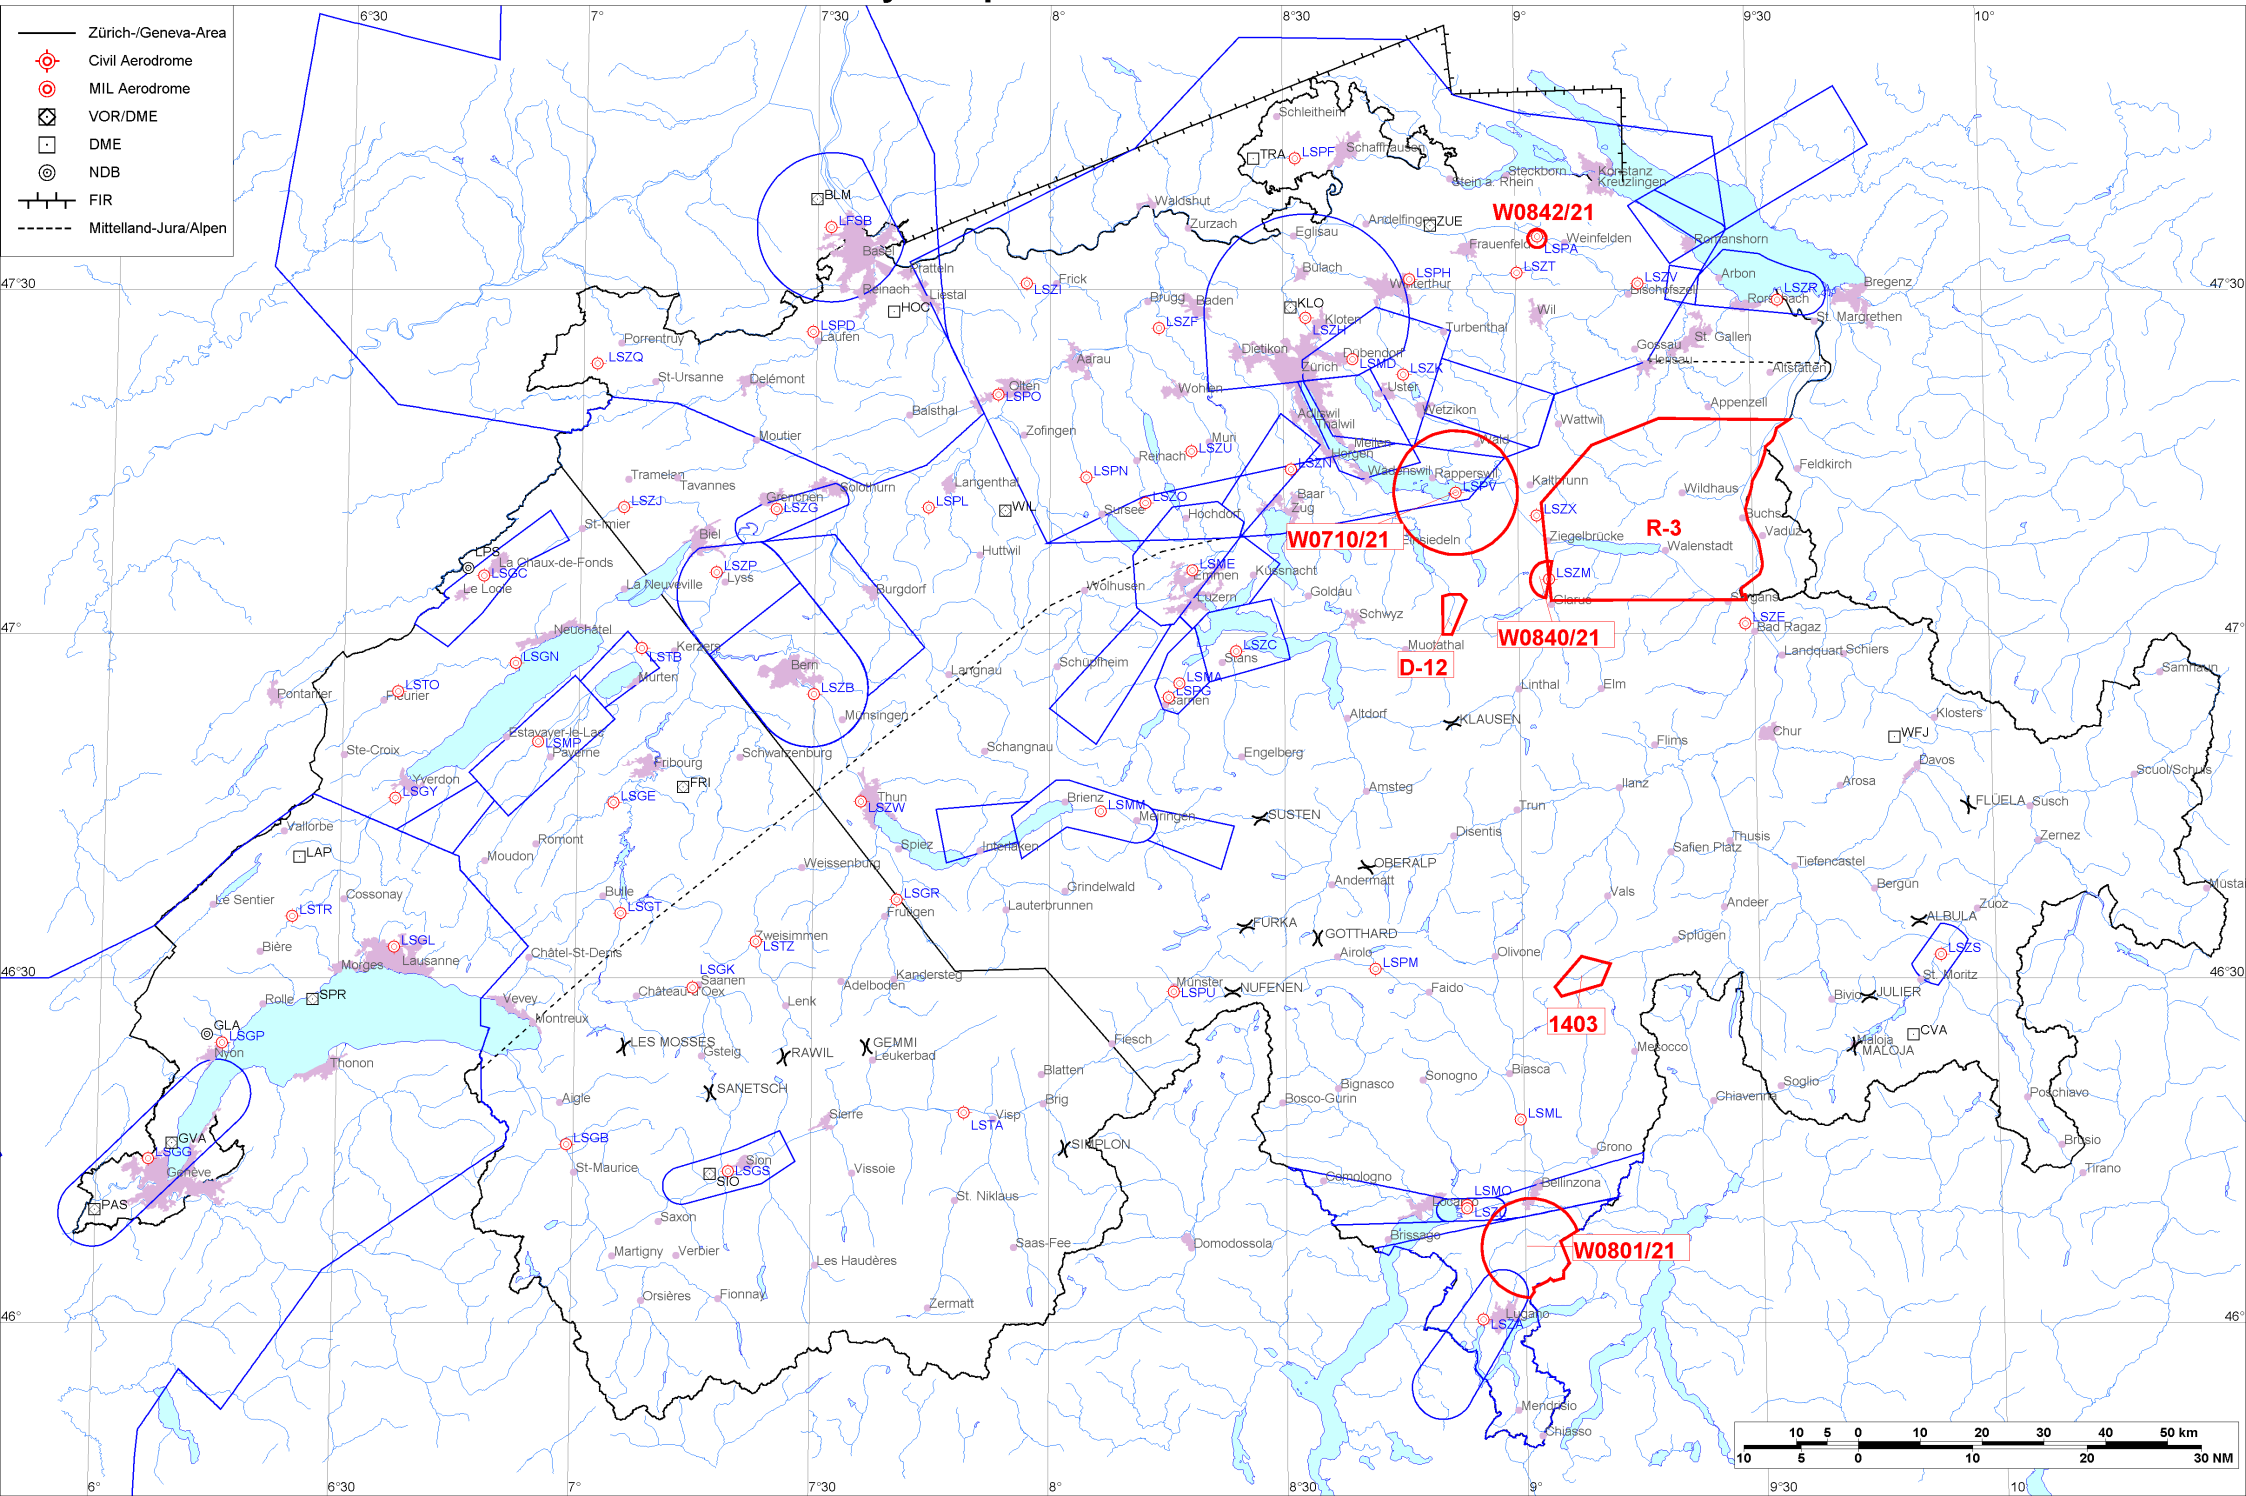 6°30
7°
7°30
8°
8°30
9°
9°30
10°
Zürich-/Geneva-Area
Civil Aerodrome
MIL Aerodrome
VOR/DME
DME
NDB
FIR
Mittelland-Jura/Alpen
Schleitheim
TRA
LSPF
Schaffhausen
Stein a. Rhein
Steckborn
Konstanz
Kreuzlingen
BLM
LFSB
Basel
Waldshut
Zurzach
Eglisau
Andelfingen
ZUE
W0842/21
LSPA
Weinfelden
Frauenfeld
Romanshorn
Pratteln
Reinach
Liestal
HOC
LSZI
Frick
Bülach
LSPH
Winterthur
LSZT
LSZV
Bischofszell
Arbon
LSZR
Rorschach
Bregenz
St. Margrethen
47°30
47°30
LSPD
Laufen
LSZQ
Porrentruy
St-Ursanne
Delémont
Brugg
Baden
LSZF
KLO
Kloten
LSZH
Dietikon
Zürich
Dübendorf
LSMD
LSZK
Uster
Turbenthal
Wil
Gossau
Herisau
St. Gallen
Altstätten
Aarau
Olten
LSPO
Wohlen
Balsthal
Zofingen
Adliswil
Thalwil
Wetzikon
Wattwil
Appenzell
Moutier
Muri
LSZU
Reinach
Meilen
Horgen
Wald
LSZN
Wädenswil
Rapperswil
LSPV
Kaltbrunn
Feldkirch
Wildhaus
Tramelan
Tavannes
LSZJ
St-Imier
Grenchen
LSZG
Solothurn
Langenthal
LSPL
WIL
LSPN
LSZO
Sursee
Hochdorf
Baar
Zug
W0710/21
Einsiedeln
LSZX
Ziegelbrücke
R-3
Walenstadt
Buchs
Vaduz
Biel
LPS
La Chaux-de-Fonds
LSGC
Le Locle
LSZP
Lyss
La Neuveville
Huttwil
Burgdorf
Wolhusen
LSME
Emmen
Küssnacht
Luzern
Goldau
Schwyz
LSZM
Glarus
Sargans
LSZE
Bad Ragaz
47°
47°
Neuchâtel
LSGN
LSTB
Kerzers
Murten
Bern
LSZB
Langnau
Schüpfheim
LSZC
Stans
LSMA
LSPG
Sarnen
Muotathal
D-12
W0840/21
Landquart
Schiers
Samnaun
Pontarlier
LSTO
Fleurier
Ste-Croix
Estavayer-le-Lac
LSMP
Payerne
Münsingen
Schwarzenburg
Schangnau
Engelberg
Altdorf
KLAUSEN
Linthal
Elm
Flims
Chur
WFJ
Klosters
Davos
Scuol/Schuls
Yverdon
LSGY
Fribourg
FRI
LSGE
Thun
LSZW
Brienz
LSMM
Meiringen
SUSTEN
Amsteg
Trun
Ilanz
Arosa
FLÜELA
Susch
Vallorbe
LAP
Romont
Moudon
Weissenburg
Spiez
Interlaken
Disentis
Safien Platz
Thusis
Tiefencastel
Zernez
OBERALP
Andermatt
Le Sentier
Cossonay
LSTR
Bulle
LSGT
LSGR
Frutigen
Grindelwald
Lauterbrunnen
Vals
Andeer
Bergün
Zuoz
Müstair
FURKA
GOTTHARD
Airolo
LSPM
Olivone
Splügen
ALBULA
LSZS
St. Moritz
Bière
LSGL
Morges
Lausanne
Châtel-St-Denis
Zweisimmen
LSTZ
LSGK
Saanen
Château-d'Oex
46°30
46°30
Adelboden
Kandersteg
Münster
LSPU
NUFENEN
Faido
1403
Bivio
JULIER
CVA
Maloja
MALOJA
Rolle
SPR
Vevey
Montreux
Lenk
GLA
LSGP
Nyon
Thonon
LES MOSSES
Gsteig
RAWIL
GEMMI
Leukerbad
Fiesch
Mesocco
SANETSCH
Blatten
Brig
Bignasco
Bosco-Gurin
Sonogno
Biasca
Chiavenna
Soglio
Poschiavo
Aigle
LSGB
St-Maurice
Sierre
LSTA
Visp
SIMPLON
LSML
Grono
Brusio
Tirano
GVA
LSGG
Genève
PAS
Sion
LSGS
SIO
Vissoie
St. Niklaus
Comologno
LSMO
Locarno
LSZL
Bellinzona
Saxon
Martigny
Verbier
Les Haudères
Saas-Fee
Domodossola
Brissago
W0801/21
Orsières
Fionnay
Zermatt
Lugano
LSZA
46°
46°
Mendrisio
Chiasso
10 5 0 10 20 30 40 50 km
10 5 0 10 20 30 NM
6°
6°30
7°
7°30
8°
8°30
9°
9°30
10°